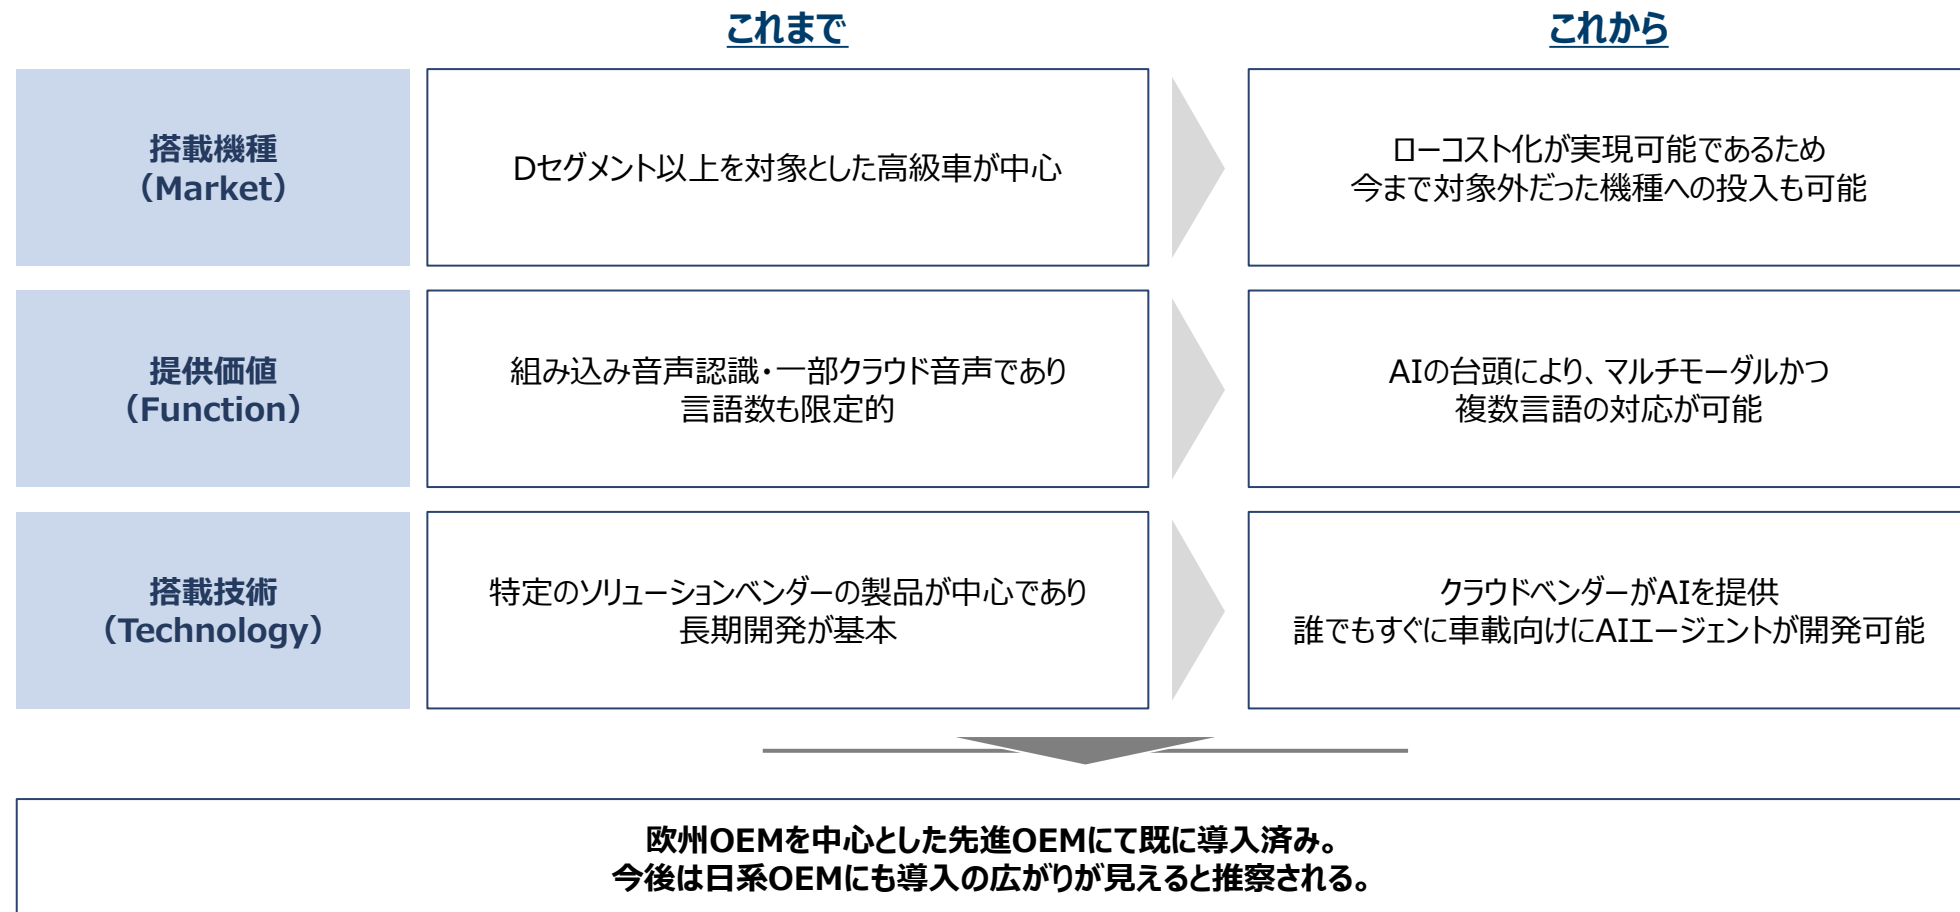 これまで
これから
搭載機種
（Market）
Dセグメント以上を対象とした高級車が中心
ローコスト化が実現可能であるため
今まで対象外だった機種への投入も可能
提供価値
（Function）
組み込み音声認識・一部クラウド音声であり
言語数も限定的
AIの台頭により、マルチモーダルかつ
複数言語の対応が可能
搭載技術
（Technology）
特定のソリューションベンダーの製品が中心であり
長期開発が基本
クラウドベンダーがAIを提供
誰でもすぐに車載向けにAIエージェントが開発可能
欧州OEMを中心とした先進OEMにて既に導入済み。
今後は日系OEMにも導入の広がりが見えると推察される。